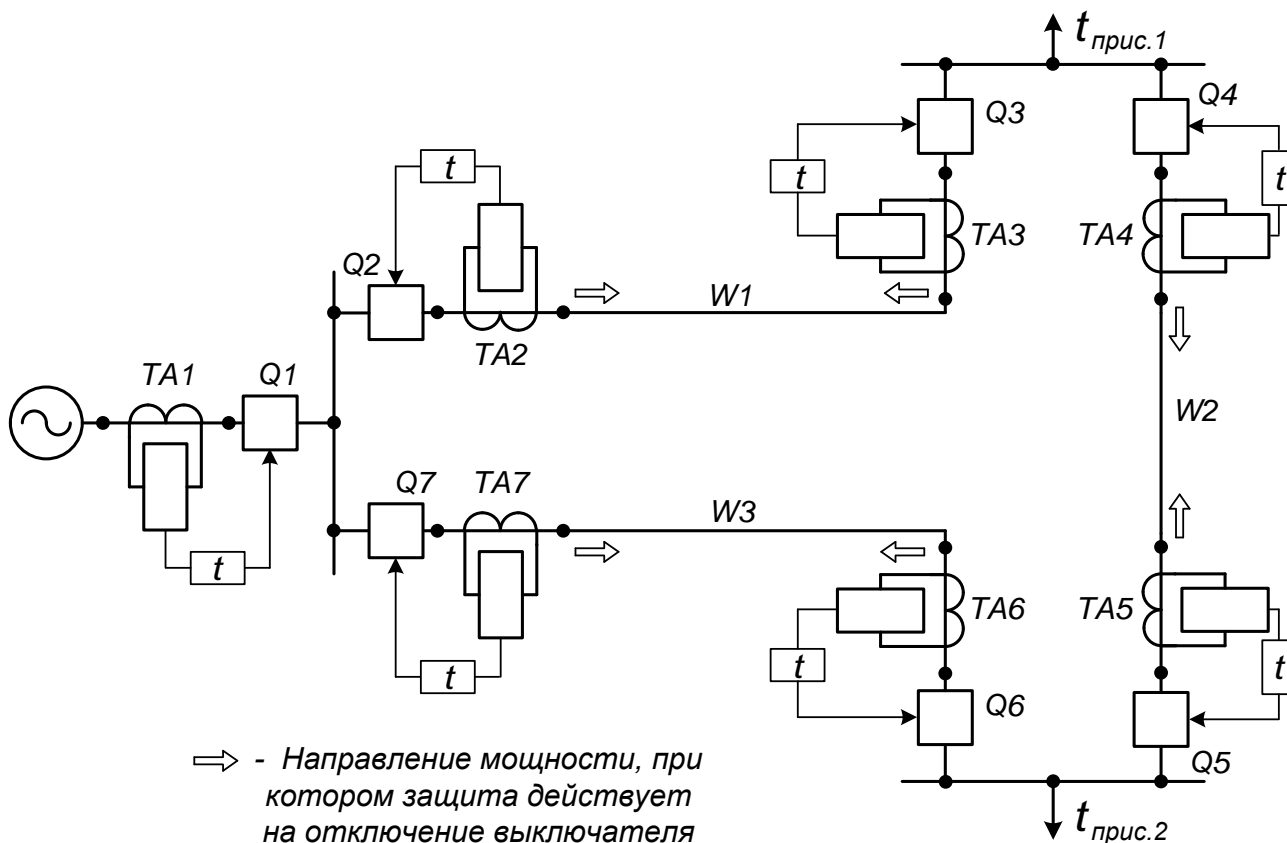 t прис.1
Q3
Q4
t
t
t
Q2
TA3
TA4
W1
TA2
TA1
Q1
W2
Q7
TA7
W3
t
TA6
TA5
t
t
t
Q6
Q5
- Направление мощности, при
котором защита действует
на отключение выключателя
t прис.2